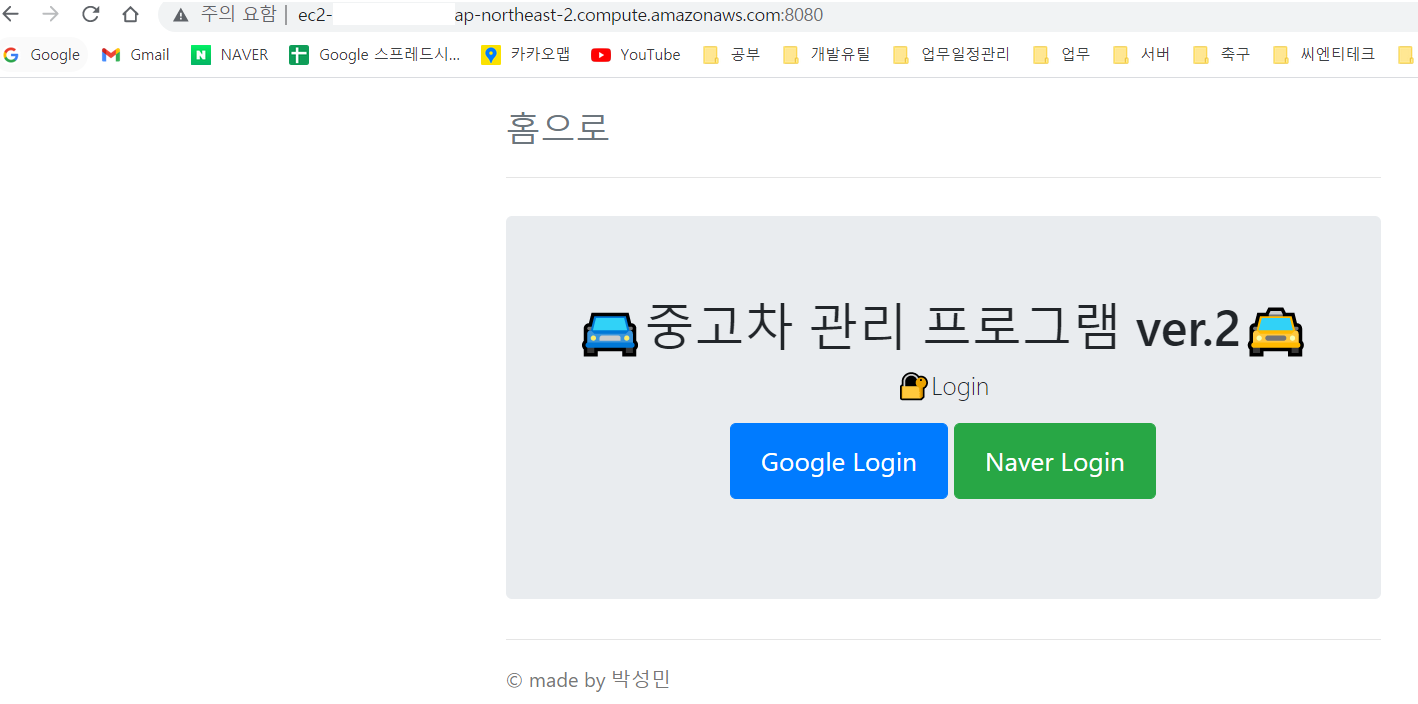 주의 요함 | ec2- ap-northeast-2.compute.amazonaws.com:8080
Google Gmail NAVER Google 스프레드시... 카카오맵 YouTube 공부 개발유틸 업무일정관리 업무 서버 축구 씨엔티테크
홈으로
중고차 관리 프로그램 ver.2
Login
Google Login Naver Login
© made by 박성민